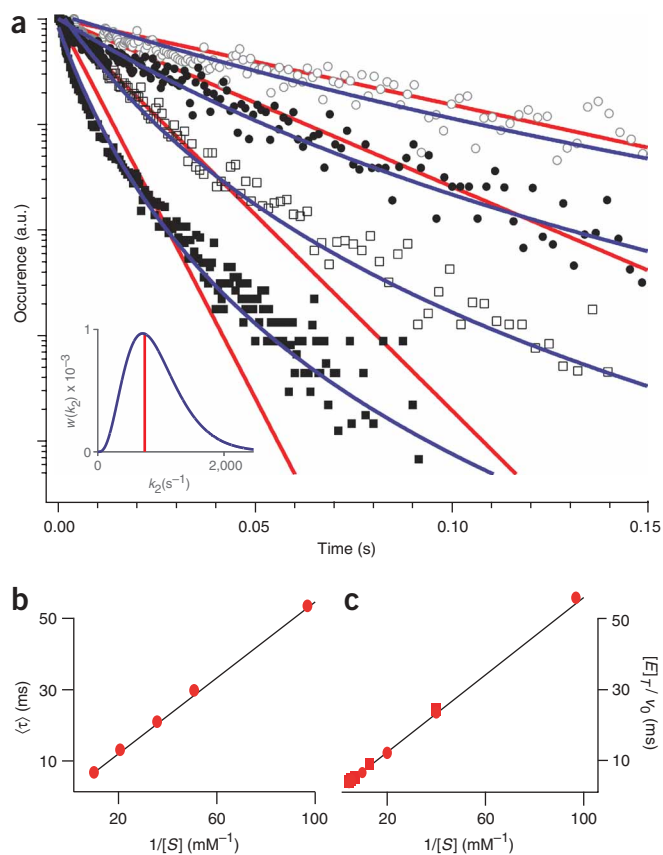 a
Occurence (a.u.)
1
w(k₂) x 10⁻³
0
0 2,000
k₂(s⁻¹)
0.00 0.05 0.10 0.15
Time (s)
b
50
30
10
⟨τ⟩ (ms)
20 60 100
1/[S] (mM⁻¹)
c
50
30
10
[E]T / v₀ (ms)
20 60 100
1/[S] (mM⁻¹)